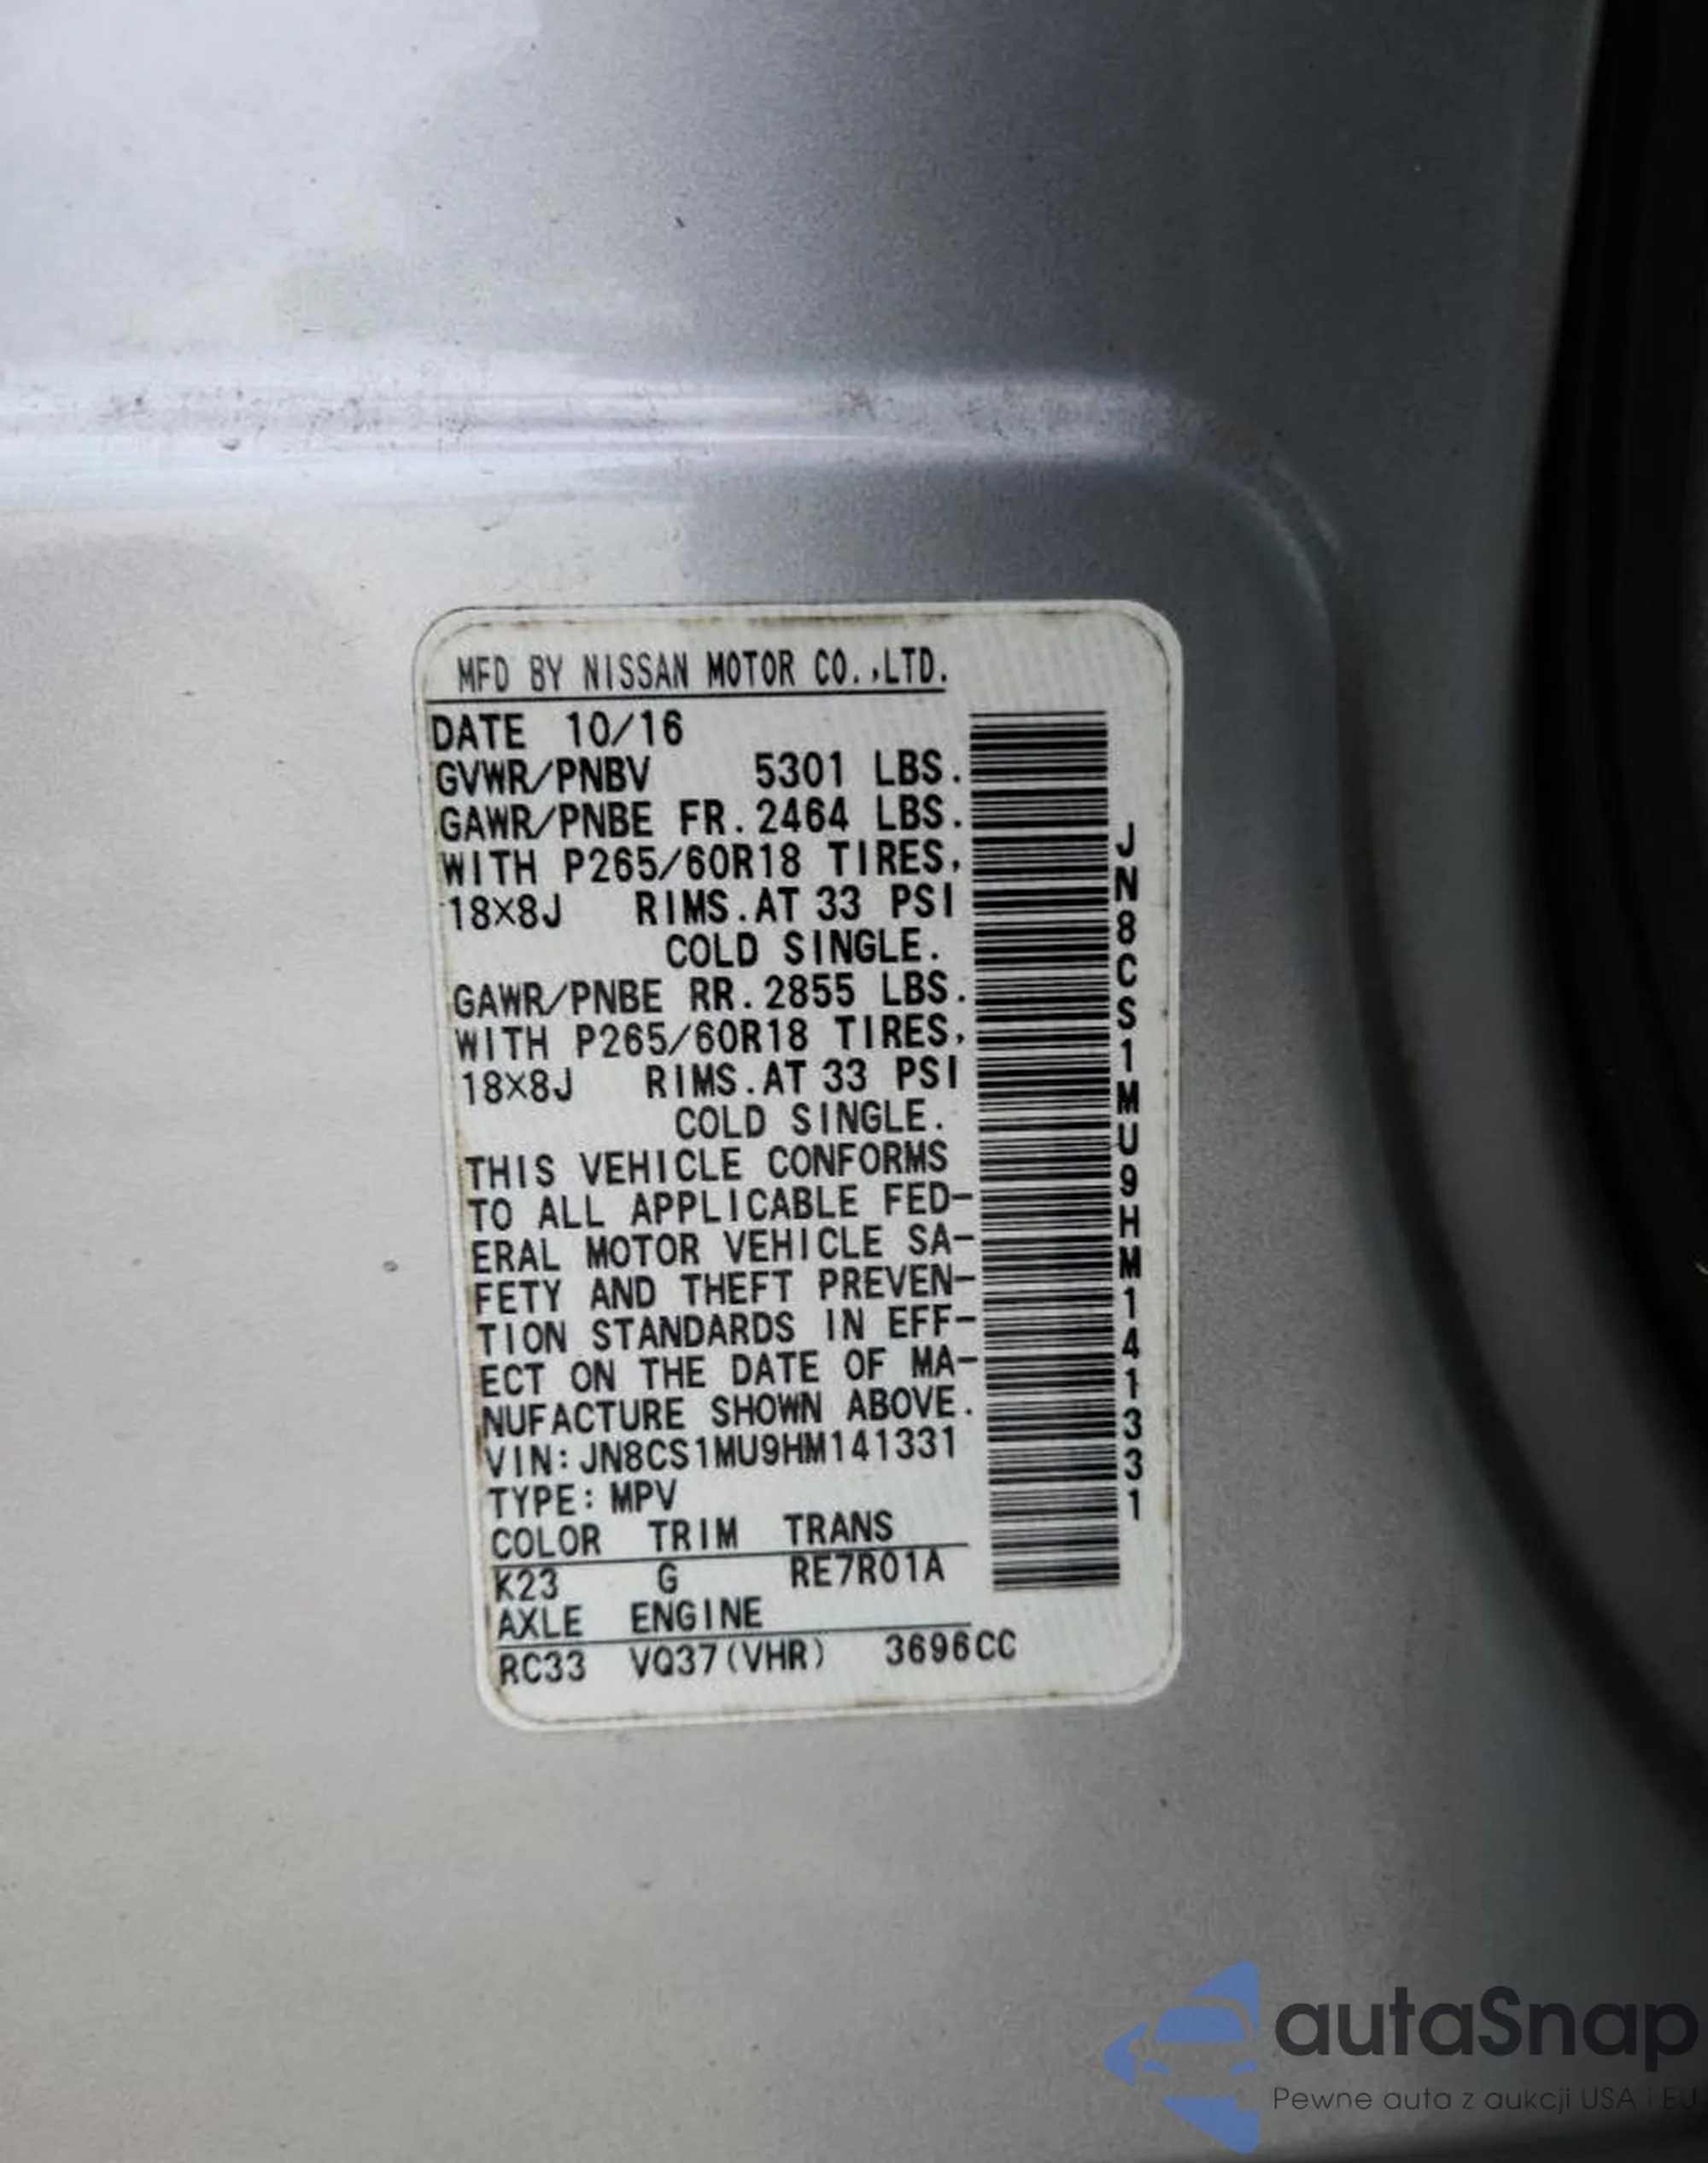 MFD BY NISSAN MOTOR CO.,LTD.
DATE 10/16
GVWR/PNBV 5301 LBS.
GAWR/PNBE FR.2464 LBS.
WITH P265/60R18 TIRES,
18×8J RIMS.AT 33 PSI
COLD SINGLE.
GAWR/PNBE RR.2855 LBS.
WITH P265/60R18 TIRES,
18×8J RIMS.AT 33 PSI
COLD SINGLE.
THIS VEHICLE CONFORMS
TO ALL APPLICABLE FED-
ERAL MOTOR VEHICLE SA-
FETY AND THEFT PREVEN-
TION STANDARDS IN EFF-
ECT ON THE DATE OF MA-
NUFACTURE SHOWN ABOVE.
VIN:JN8CS1MU9HM141331
TYPE:MPV
COLOR TRIM TRANS
K23 G RE7R01A
AXLE ENGINE
RC33 VQ37(VHR) 3696CC
JN8CS1MU9HM141331
autaSnap
Pewne auta z aukcji USA i EU